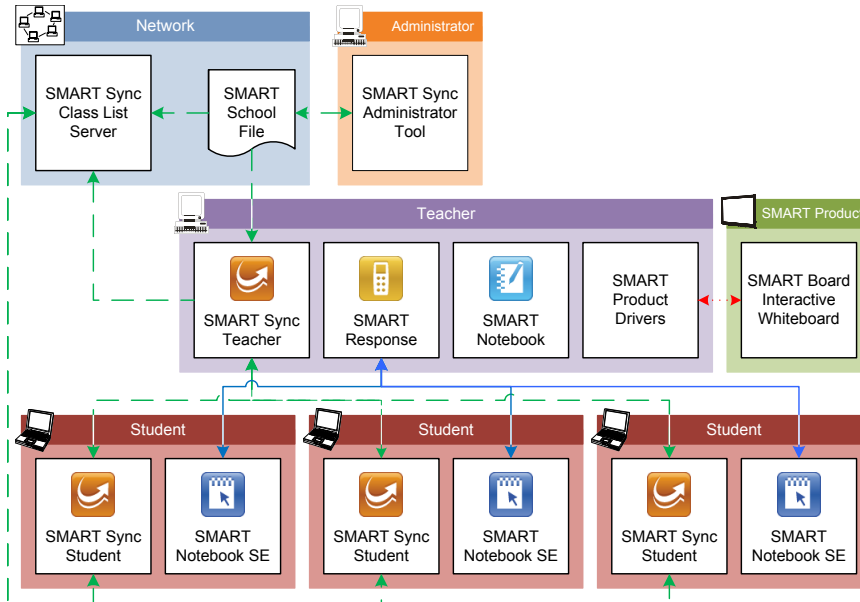 Network
Administrator
SMART Sync
Class List
Server
SMART
School
File
SMART Sync
Administrator
Tool
Teacher
SMART Product
SMART Sync
Teacher
SMART
Response
SMART
Notebook
SMART
Product
Drivers
SMART Board
Interactive
Whiteboard
Student
Student
Student
SMART Sync
Student
SMART
Notebook SE
SMART Sync
Student
SMART
Notebook SE
SMART Sync
Student
SMART
Notebook SE